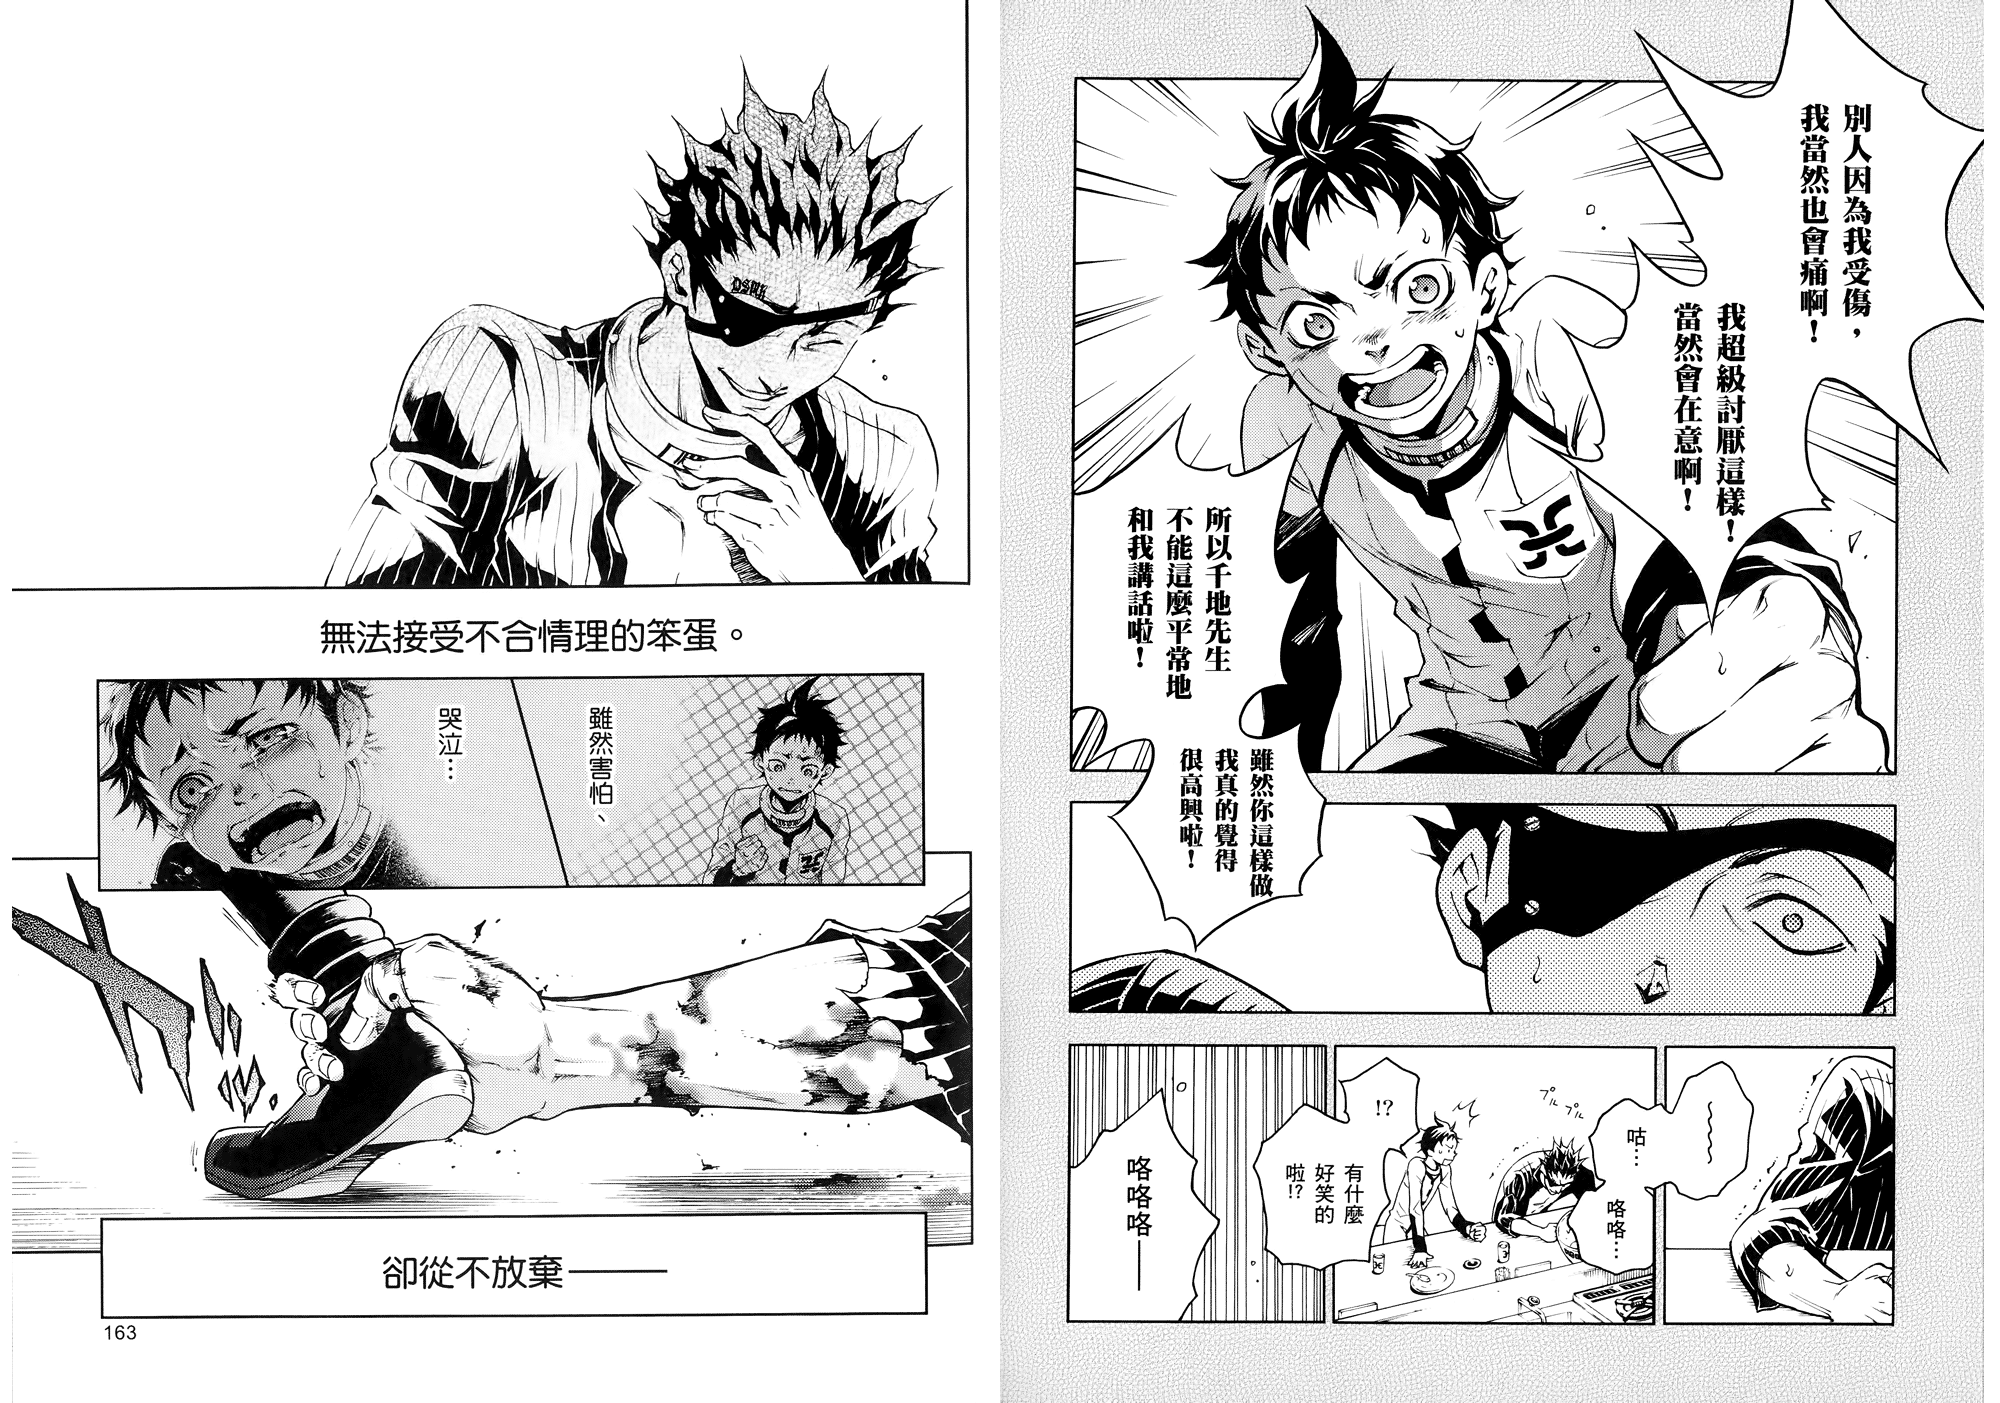 別人因為我受傷，
我當然也會痛啊！
我超級討厭這樣！
當然會在意啊！
所以千地先生
不能這麼平常地
和我講話啦！
雖然你這樣做
我真的覺得
很高興啦！
咕…
咯咯…
プルプル
!?
有什麼
好笑的
啦!?
咯咯咯——
無法接受不合情理的笨蛋。
雖然害怕、
哭泣…
卻從不放棄——
163